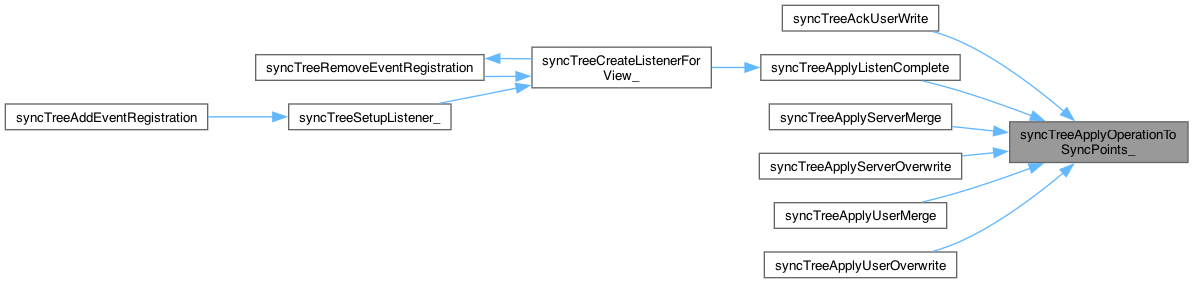 syncTreeAckUserWrite
syncTreeRemoveEventRegistration
syncTreeCreateListenerFor
View_
syncTreeApplyListenComplete
syncTreeAddEventRegistration
syncTreeSetupListener_
syncTreeApplyServerMerge
syncTreeApplyOperationTo
SyncPoints_
syncTreeApplyServerOverwrite
syncTreeApplyUserMerge
syncTreeApplyUserOverwrite